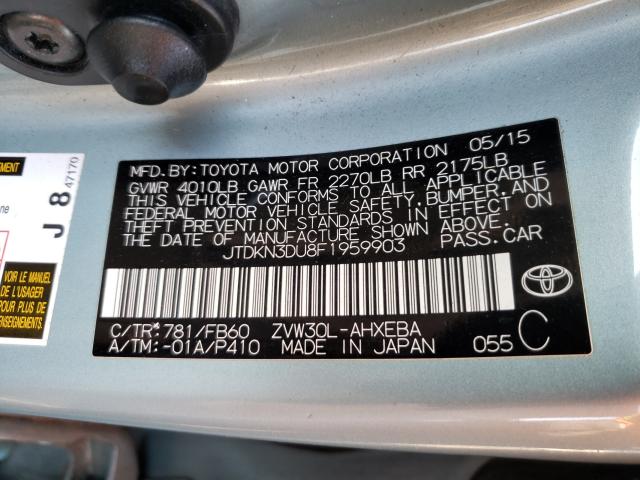 MFD. BY: TOYOTA MOTOR CORPORATION 05/15
GVWR 4010LB GAWR FR 2270LB RR 2175LB
THIS VEHICLE CONFORMS TO ALL APPLICABLE
FEDERAL MOTOR VEHICLE SAFETY, BUMPER, AND
THEFT PREVENTION STANDARDS IN EFFECT ON
THE DATE OF MANUFACTURE SHOWN ABOVE.
JTDKN3DU8F1959903 PASS. CAR
C/TR: 781/FB60 ZVW30L-AHXEBA
A/TM: -01A/P410 MADE IN JAPAN 055 C
TOYOTA
J 8 47170
VOIR LE MANUEL
DE L'USAGER